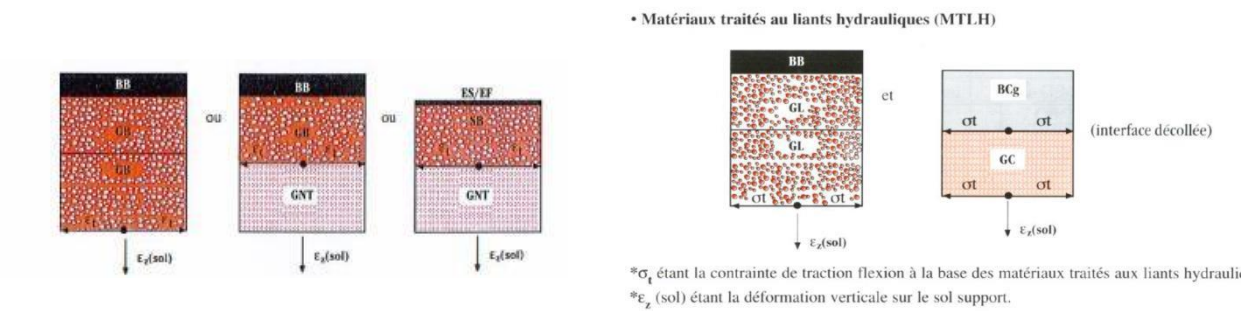 BB
GB
GB
εt εt
εz(sol)
ou
BB
GB
εt εt
GNT
εz(sol)
ou
ES/EF
SB
εt εt
GNT
εz(sol)
• Matériaux traités au liants hydrauliques (MTLH)
BB
GL
GL
σt σt
εz(sol)
et
BCg
σt σt
GC
σt σt
εz(sol)
(interface décollée)
*σt étant la contrainte de traction flexion à la base des matériaux traités aux liants hydrauli
*εz (sol) étant la déformation verticale sur le sol support.